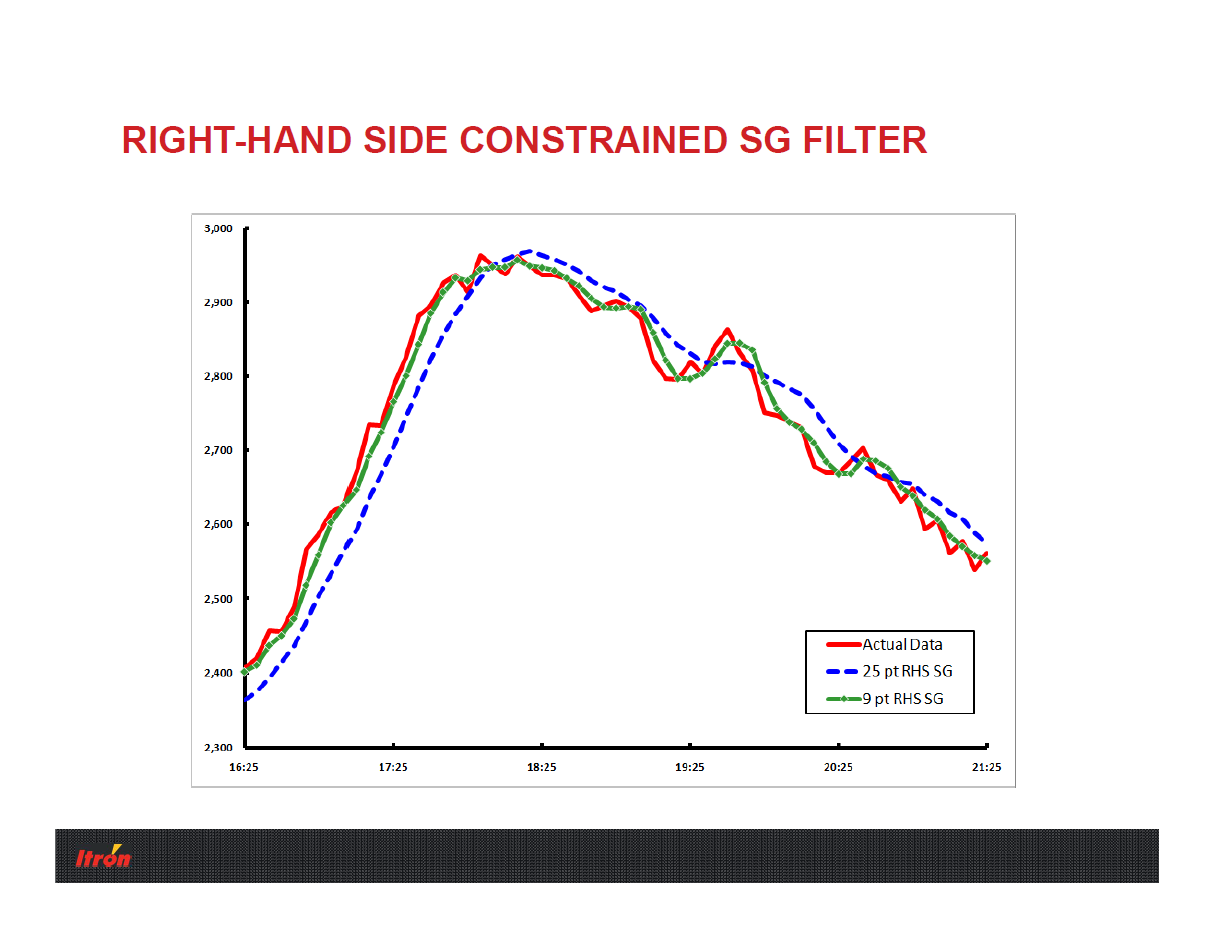 RIGHT-HAND SIDE CONSTRAINED SG FILTER
3,000
2,900
2,800
2,700
2,600
2,500
2,400
2,300
16:25 17:25 18:25 19:25 20:25 21:25
Actual Data
25 pt RHS SG
9 pt RHS SG
Itron